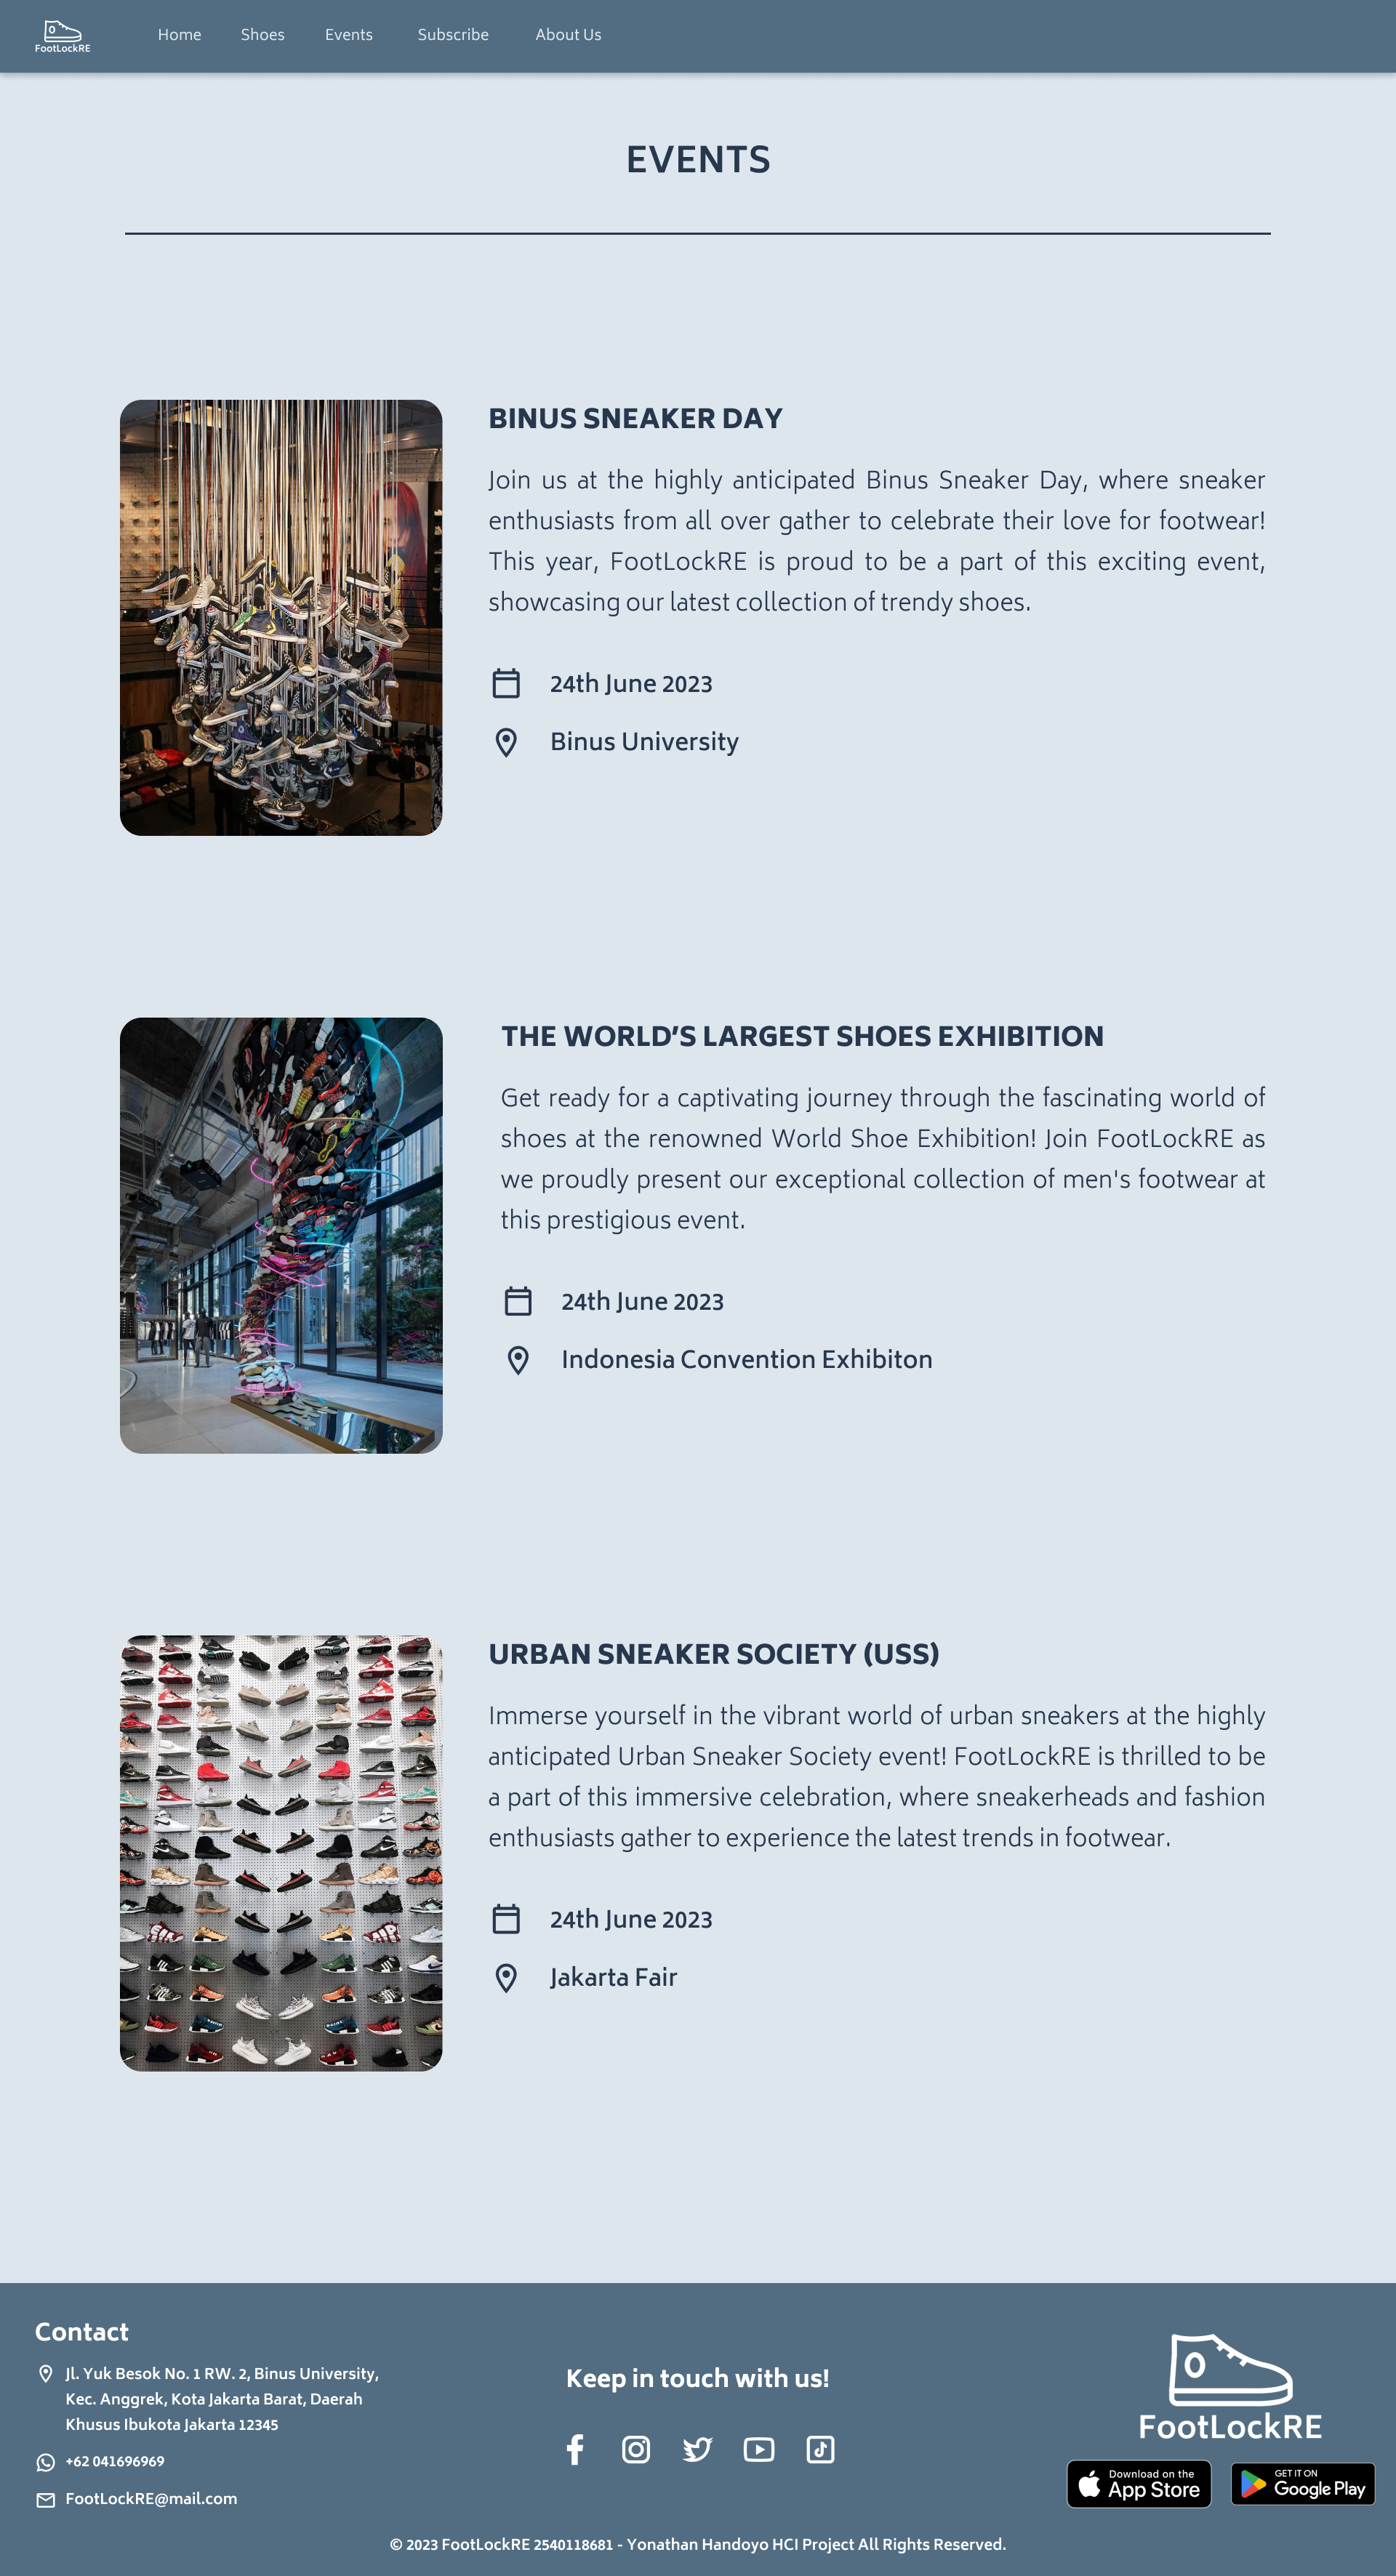 FootLockRE
Home Shoes Events Subscribe About Us
EVENTS
BINUS SNEAKER DAY
Join us at the highly anticipated Binus Sneaker Day, where sneaker
enthusiasts from all over gather to celebrate their love for footwear!
This year, FootLockRE is proud to be a part of this exciting event,
showcasing our latest collection of trendy shoes.
24th June 2023
Binus University
THE WORLD’S LARGEST SHOES EXHIBITION
Get ready for a captivating journey through the fascinating world of
shoes at the renowned World Shoe Exhibition! Join FootLockRE as
we proudly present our exceptional collection of men's footwear at
this prestigious event.
24th June 2023
Indonesia Convention Exhibiton
URBAN SNEAKER SOCIETY (USS)
Immerse yourself in the vibrant world of urban sneakers at the highly
anticipated Urban Sneaker Society event! FootLockRE is thrilled to be
a part of this immersive celebration, where sneakerheads and fashion
enthusiasts gather to experience the latest trends in footwear.
24th June 2023
Jakarta Fair
Contact
Jl. Yuk Besok No. 1 RW. 2, Binus University,
Kec. Anggrek, Kota Jakarta Barat, Daerah
Khusus Ibukota Jakarta 12345
+62 041696969
FootLockRE@mail.com
Keep in touch with us!
FootLockRE
Download on the
App Store
GET IT ON
Google Play
© 2023 FootLockRE 2540118681 - Yonathan Handoyo HCI Project All Rights Reserved.